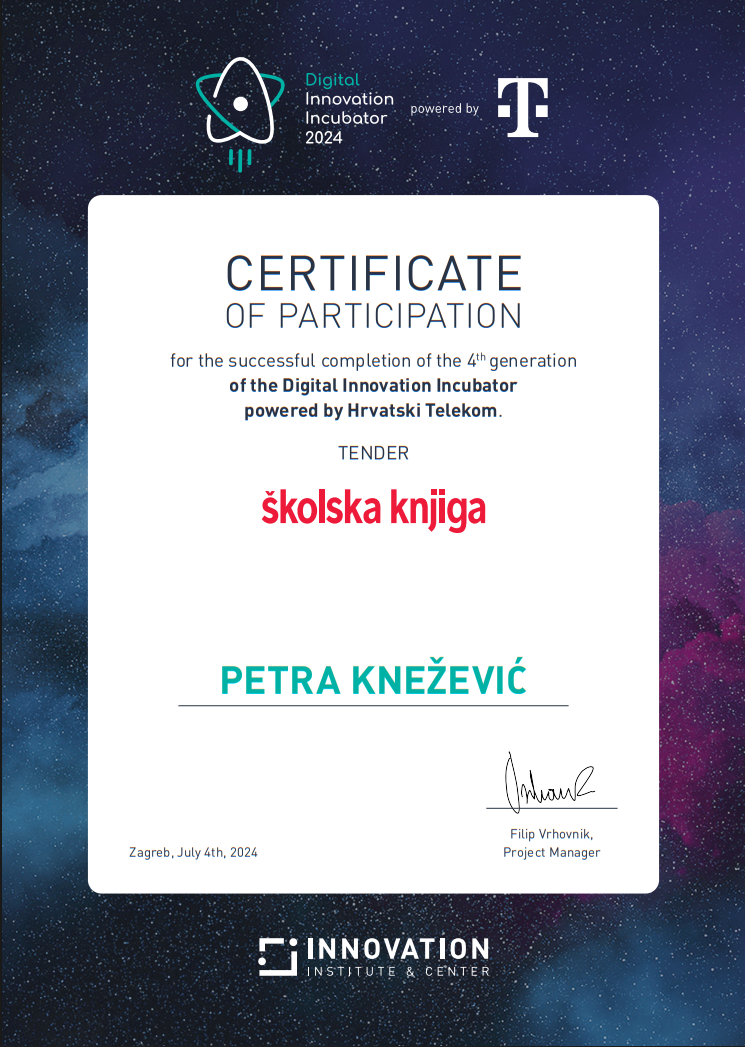 Digital
Innovation
Incubator
2024
powered by
T
CERTIFICATE
OF PARTICIPATION
for the successful completion of the 4th generation
of the Digital Innovation Incubator
powered by Hrvatski Telekom.
TENDER
školska knjiga
PETRA KNEŽEVIĆ
Filip Vrhovnik,
Project Manager
Zagreb, July 4th, 2024
INNOVATION
INSTITUTE & CENTER